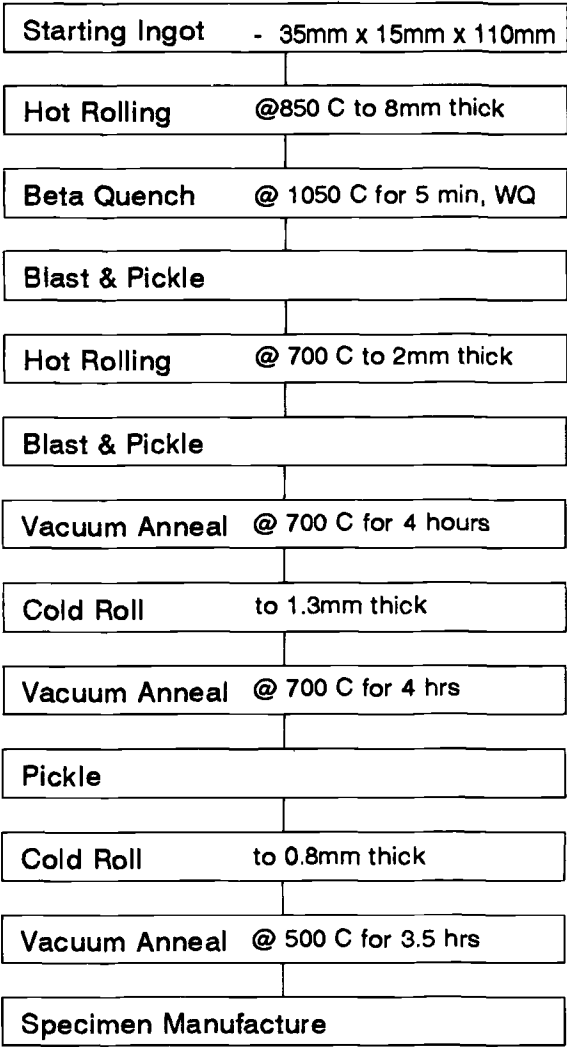 Starting Ingot - 35mm x 15mm x 110mm
Hot Rolling @850 C to 8mm thick
Beta Quench @ 1050 C for 5 min, WQ
Blast & Pickle
Hot Rolling @ 700 C to 2mm thick
Blast & Pickle
Vacuum Anneal @ 700 C for 4 hours
Cold Roll to 1.3mm thick
Vacuum Anneal @ 700 C for 4 hrs
Pickle
Cold Roll to 0.8mm thick
Vacuum Anneal @ 500 C for 3.5 hrs
Specimen Manufacture